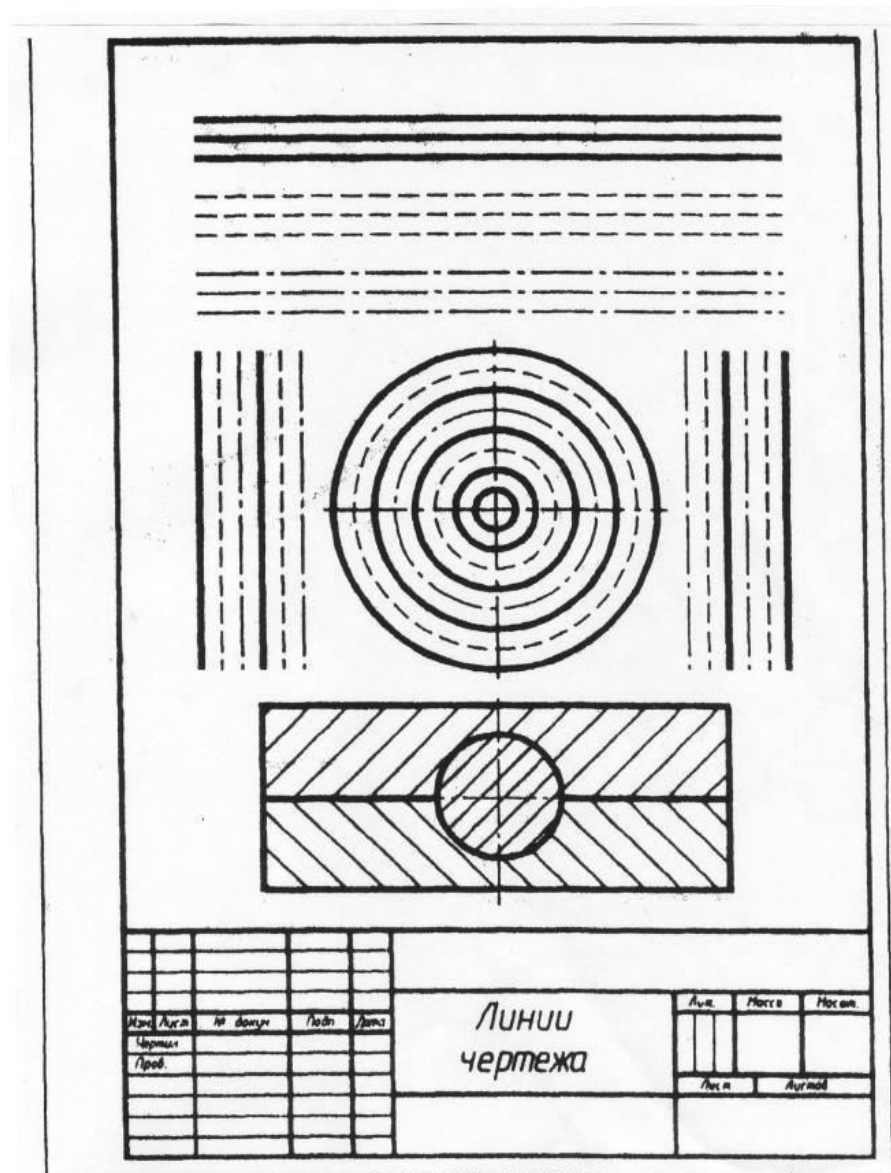 Изм. Лист № докум Подп Дата
Чертил
Пров.
Линии
чертежа
Лит. Масса Масшт.
Лист Листов